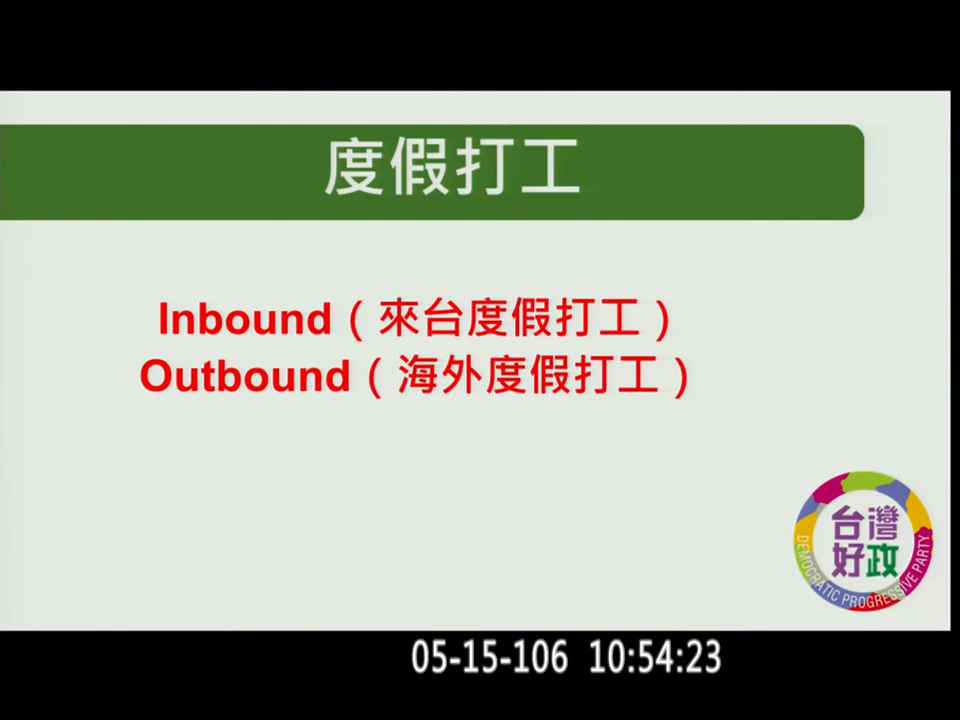 度假打工
Inbound（來台度假打工）
Outbound（海外度假打工）
台灣
好政
DEMOCRATIC PROGRESSIVE PARTY
05-15-106 10:54:23